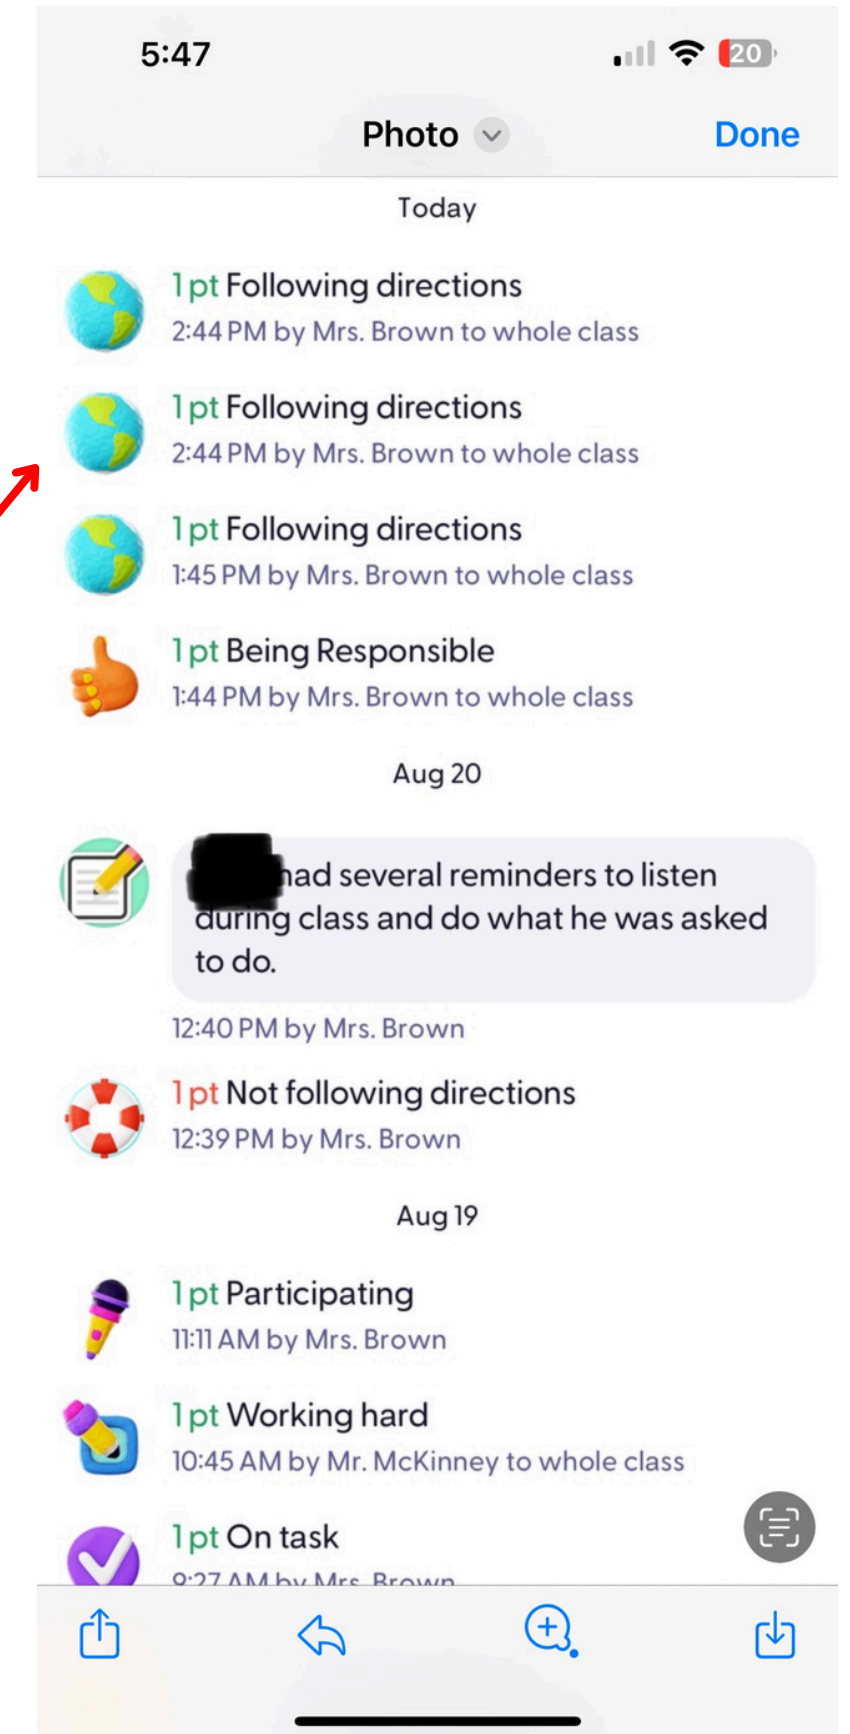 5:47
20
Photo
Done
Today
1 pt Following directions
2:44 PM by Mrs. Brown to whole class
1 pt Following directions
2:44 PM by Mrs. Brown to whole class
1 pt Following directions
1:45 PM by Mrs. Brown to whole class
1 pt Being Responsible
1:44 PM by Mrs. Brown to whole class
Aug 20
had several reminders to listen
during class and do what he was asked
to do.
12:40 PM by Mrs. Brown
1 pt Not following directions
12:39 PM by Mrs. Brown
Aug 19
1 pt Participating
11:11 AM by Mrs. Brown
1 pt Working hard
10:45 AM by Mr. McKinney to whole class
1 pt On task
9:27 AM by Mrs. Brown